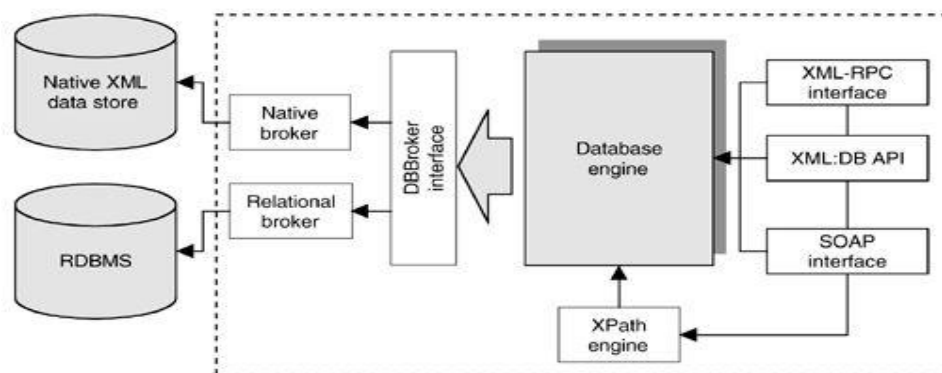 Native XML
data store
RDBMS
Native
broker
Relational
broker
DBBroker
interface
Database
engine
XPath
engine
XML-RPC
interface
XML:DB API
SOAP
interface